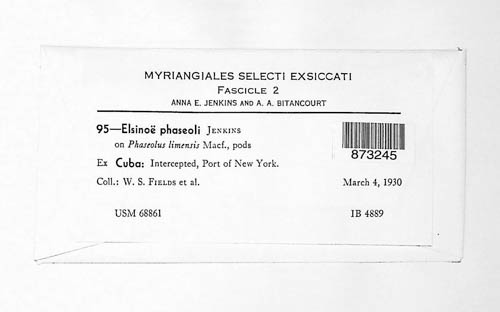 MYRIANGIALES SELECTI EXSICCATI
FASCICLE 2
ANNA E. JENKINS AND A. A. BITANCOURT
95—Elsinoë phaseoli JENKINS
on Phaseolus limensis Macf., pods
Ex Cuba: Intercepted, Port of New York.
Coll.: W. S. FIELDS et al. March 4, 1930
USM 68861 IB 4889
873245